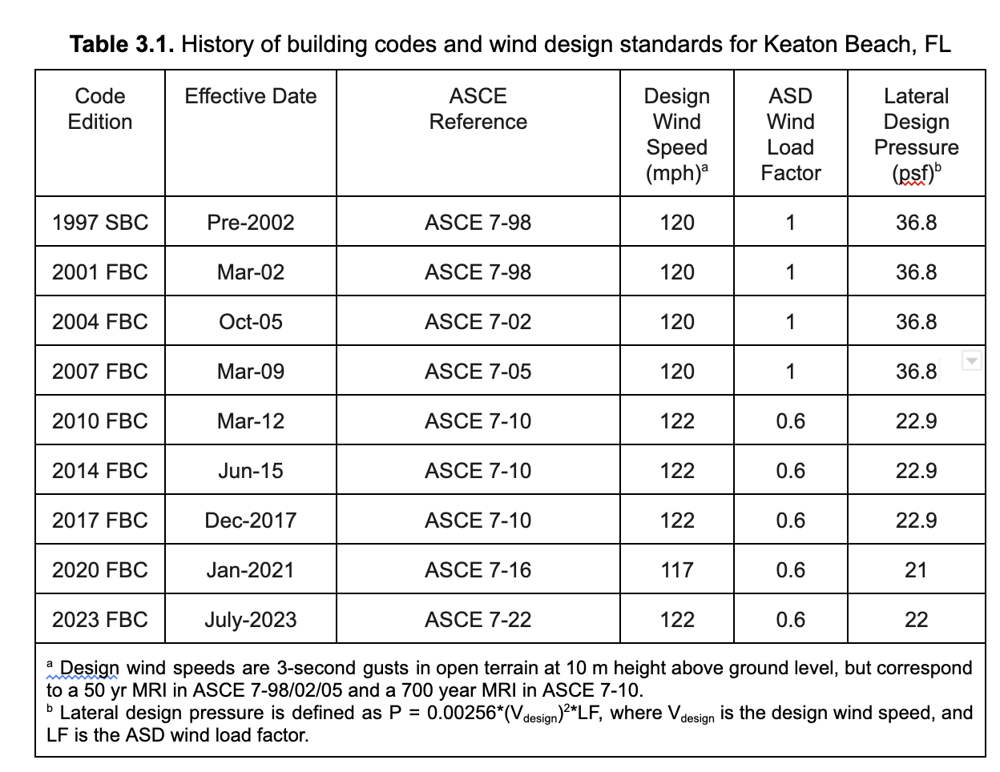 Table 3.1. History of building codes and wind design standards for Keaton Beach, FL
Code Edition | Effective Date | ASCE Reference | Design Wind Speed (mph)ᵃ | ASD Wind Load Factor | Lateral Design Pressure (psf)ᵇ
1997 SBC | Pre-2002 | ASCE 7-98 | 120 | 1 | 36.8
2001 FBC | Mar-02 | ASCE 7-98 | 120 | 1 | 36.8
2004 FBC | Oct-05 | ASCE 7-02 | 120 | 1 | 36.8
2007 FBC | Mar-09 | ASCE 7-05 | 120 | 1 | 36.8
2010 FBC | Mar-12 | ASCE 7-10 | 122 | 0.6 | 22.9
2014 FBC | Jun-15 | ASCE 7-10 | 122 | 0.6 | 22.9
2017 FBC | Dec-2017 | ASCE 7-10 | 122 | 0.6 | 22.9
2020 FBC | Jan-2021 | ASCE 7-16 | 117 | 0.6 | 21
2023 FBC | July-2023 | ASCE 7-22 | 122 | 0.6 | 22
ᵃ Design wind speeds are 3-second gusts in open terrain at 10 m height above ground level, but correspond
to a 50 yr MRI in ASCE 7-98/02/05 and a 700 year MRI in ASCE 7-10.
ᵇ Lateral design pressure is defined as P = 0.00256*(Vdesign)²*LF, where Vdesign is the design wind speed, and
LF is the ASD wind load factor.